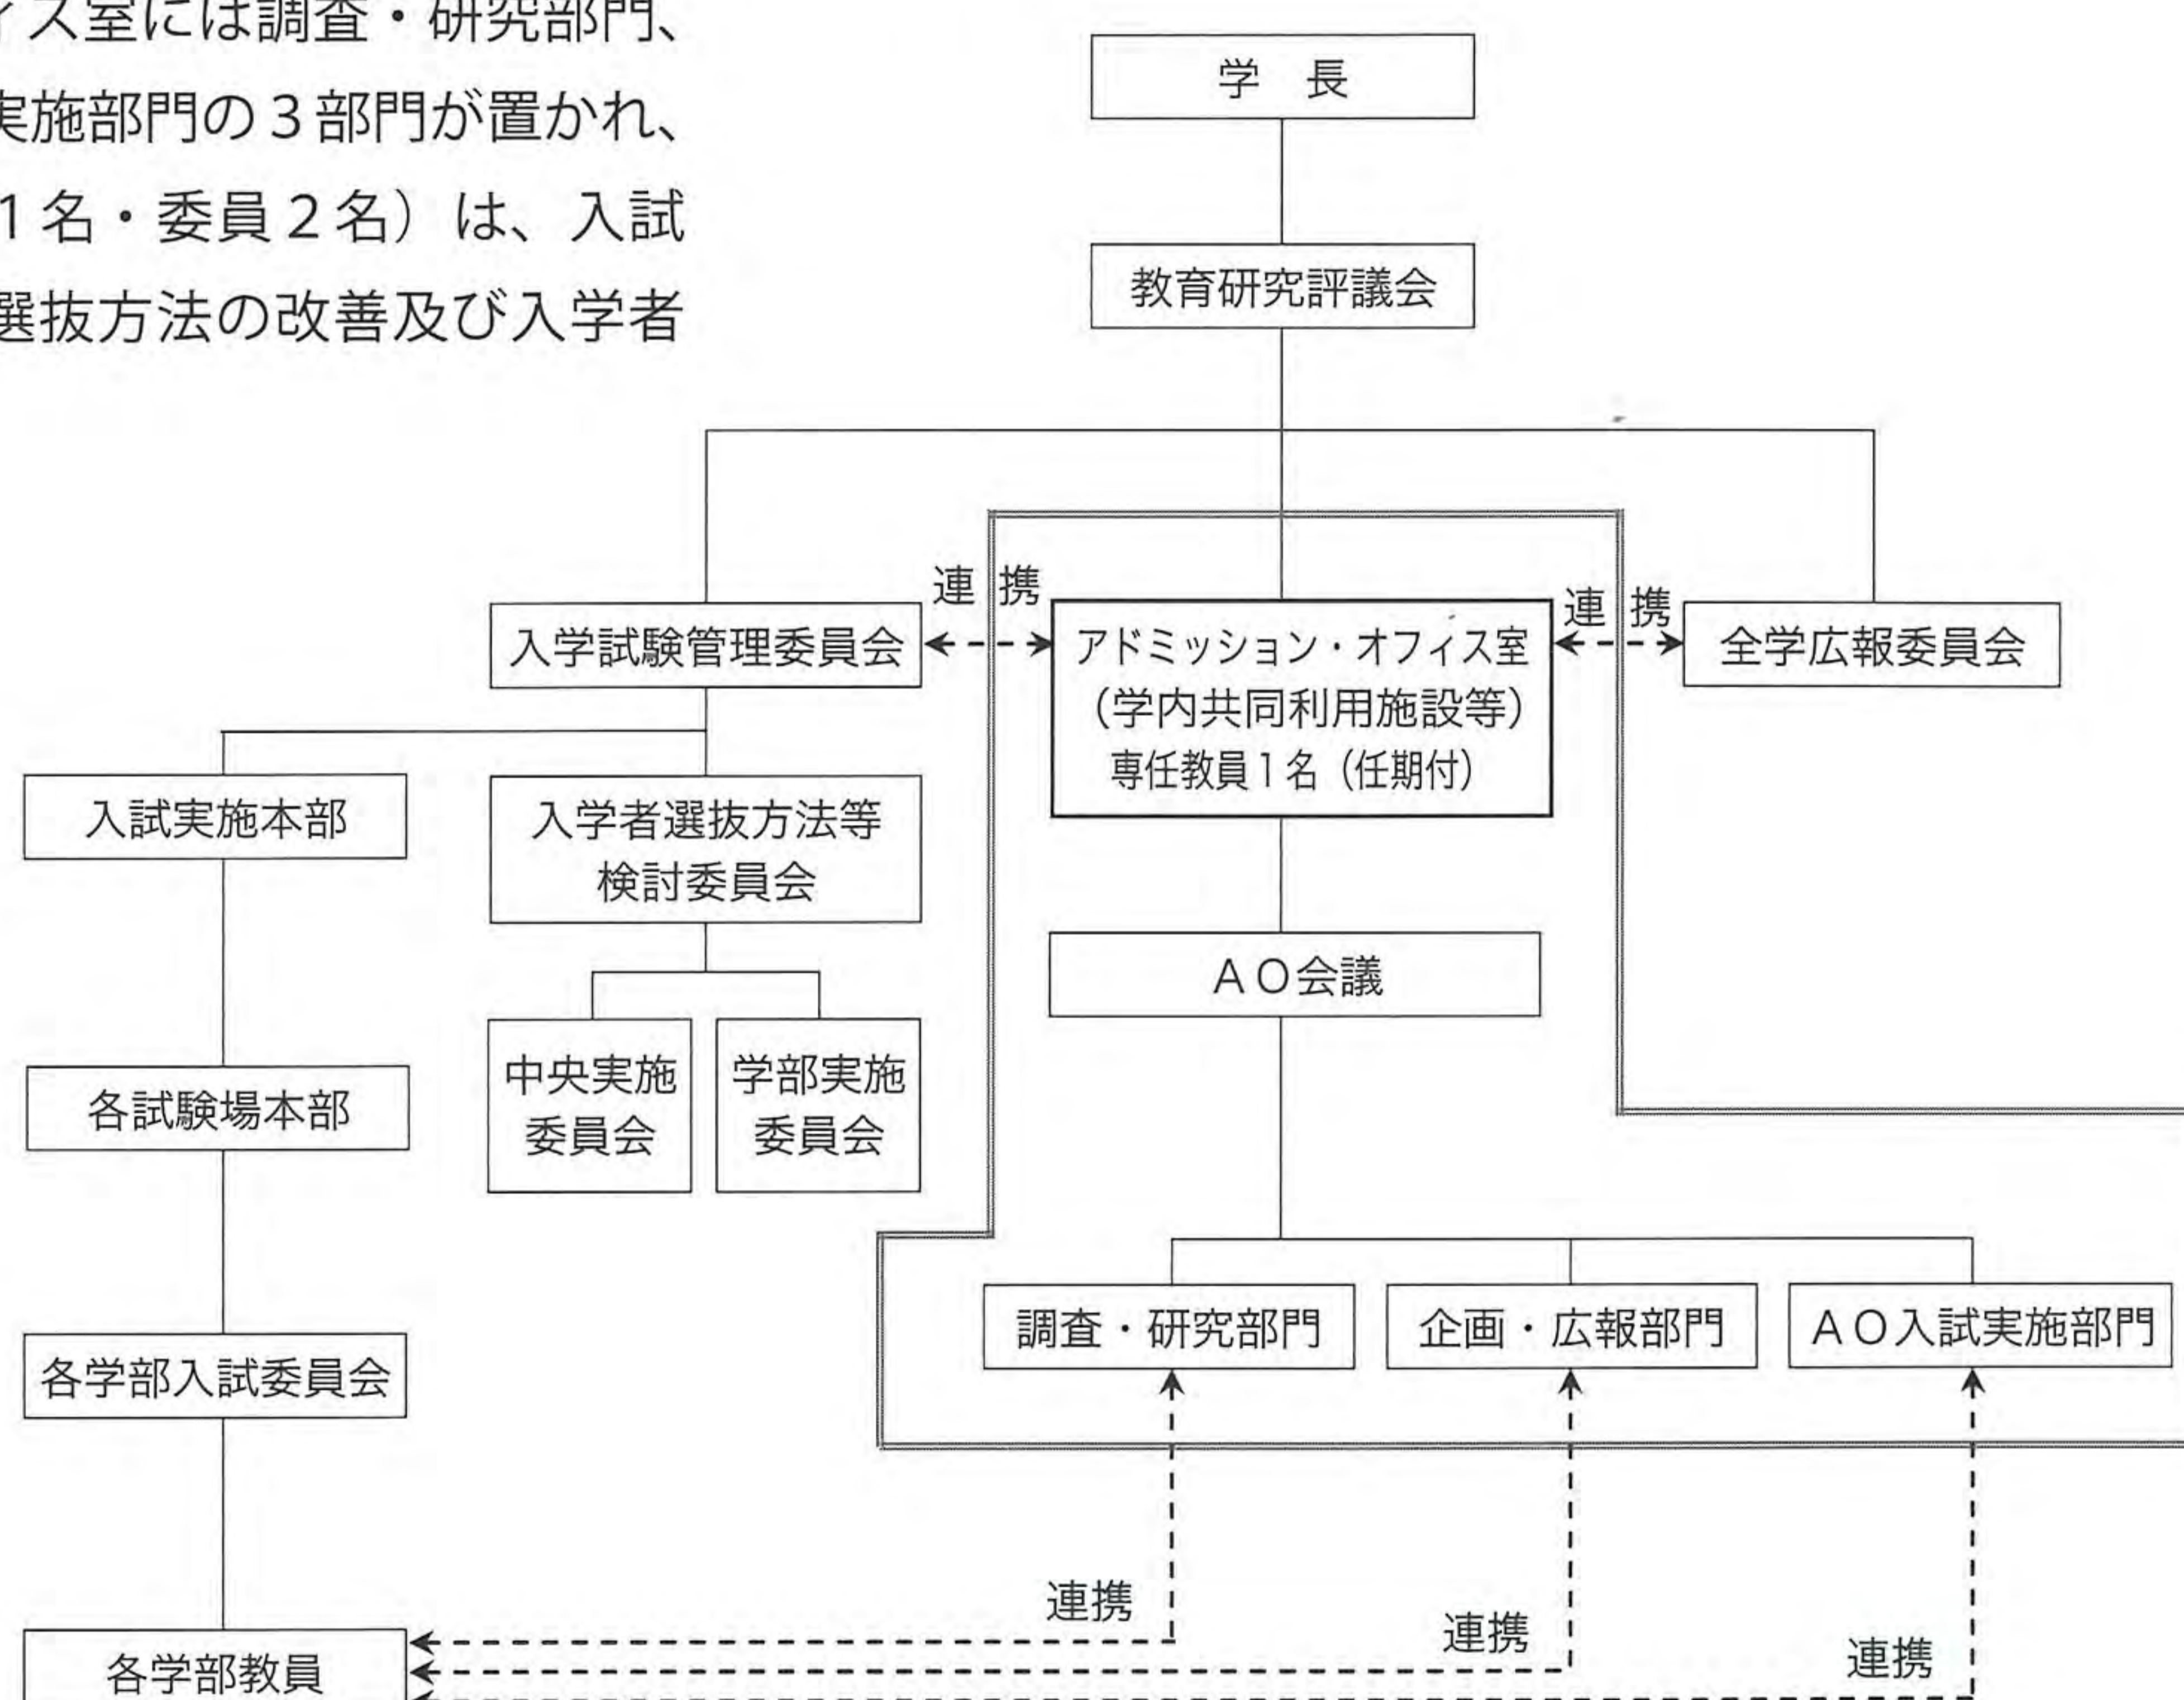 ィス室には調査・研究部門、
実施部門の3部門が置かれ、
1名・委員2名）は、入試
選抜方法の改善及び入学者
学　長
教育研究評議会
連携
連携
入学試験管理委員会
アドミッション・オフィス室
（学内共同利用施設等）
専任教員1名（任期付）
全学広報委員会
入試実施本部
入学者選抜方法等
検討委員会
ＡＯ会議
中央実施
委員会
学部実施
委員会
各試験場本部
調査・研究部門
企画・広報部門
ＡＯ入試実施部門
各学部入試委員会
連携
連携
連携
各学部教員